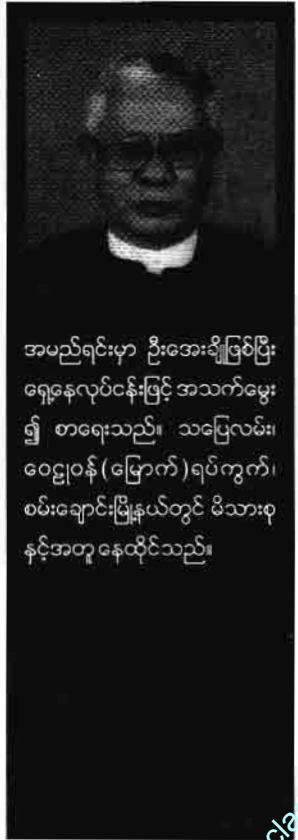 အမည်ရင်းမှာ ဦးအေးချိုဖြစ်ပြီး
ရှေ့နေလုပ်ငန်းဖြင့် အသက်မွေး
၍ စာရေးသည်။ သပြေလမ်း၊
ဝေဠုဝန် (မြောက်) ရပ်ကွက်၊
စမ်းချောင်းမြို့နယ်တွင် မိသားစု
နှင့်အတူ နေထိုင်သည်။
cla